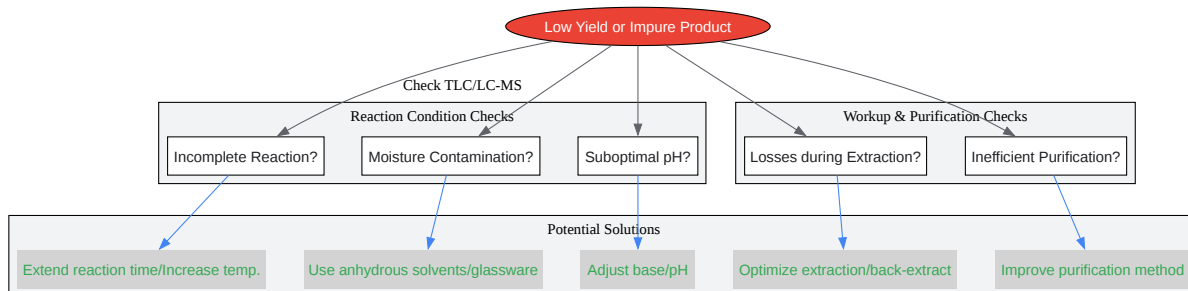 Low Yield or Impure Product
Check TLC/LC-MS
Reaction Condition Checks
Workup & Purification Checks
Incomplete Reaction?
Moisture Contamination?
Suboptimal pH?
Losses during Extraction?
Inefficient Purification?
Potential Solutions
Extend reaction time/Increase temp.
Use anhydrous solvents/glassware
Adjust base/pH
Optimize extraction/back-extract
Improve purification method